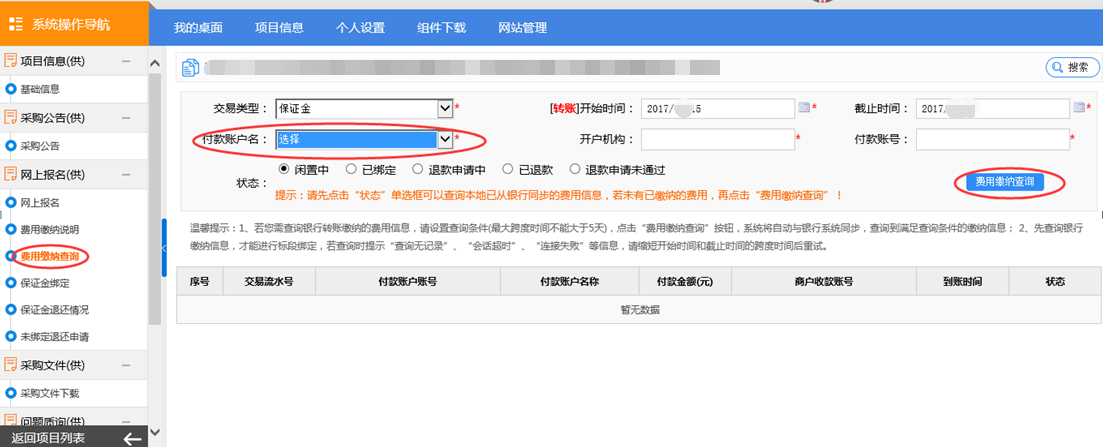 系统操作导航
我的桌面 项目信息 个人设置 组件下载 网站管理
项目信息(供)
基础信息
采购公告(供)
采购公告
网上报名(供)
网上报名
费用缴纳说明
费用缴纳查询
保证金绑定
保证金退还情况
未绑定退还申请
采购文件(供)
采购文件下载
问题质询(供)
返回项目列表
搜索
交易类型： 保证金 * [转账]开始时间： 2017/ 15 * 截止时间： 2017/ *
付款账户名： 选择 * 开户机构： * 付款账号： *
状态： 闲置中 已绑定 退款申请中 已退款 退款申请未通过
提示：请先点击“状态”单选框可以查询本地已从银行同步的费用信息，若未有已缴纳的费用，再点击“费用缴纳查询”！
费用缴纳查询
温馨提示：1、若您需查询银行转账缴纳的费用信息，请设置查询条件(最大跨度时间不能大于5天)，点击“费用缴纳查询”按钮，系统将自动与银行系统同步，查询到满足查询条件的缴纳信息； 2、先查询银行
缴纳信息，才能进行标段绑定，若查询时提示“查询无记录”、“会话超时”、“连接失败”等信息，请缩短开始时间和截止时间的跨度时间后重试。
序号 交易流水号 付款账户账号 付款账户名称 付款金额(元) 商户收款账号 到账时间 状态
暂无数据